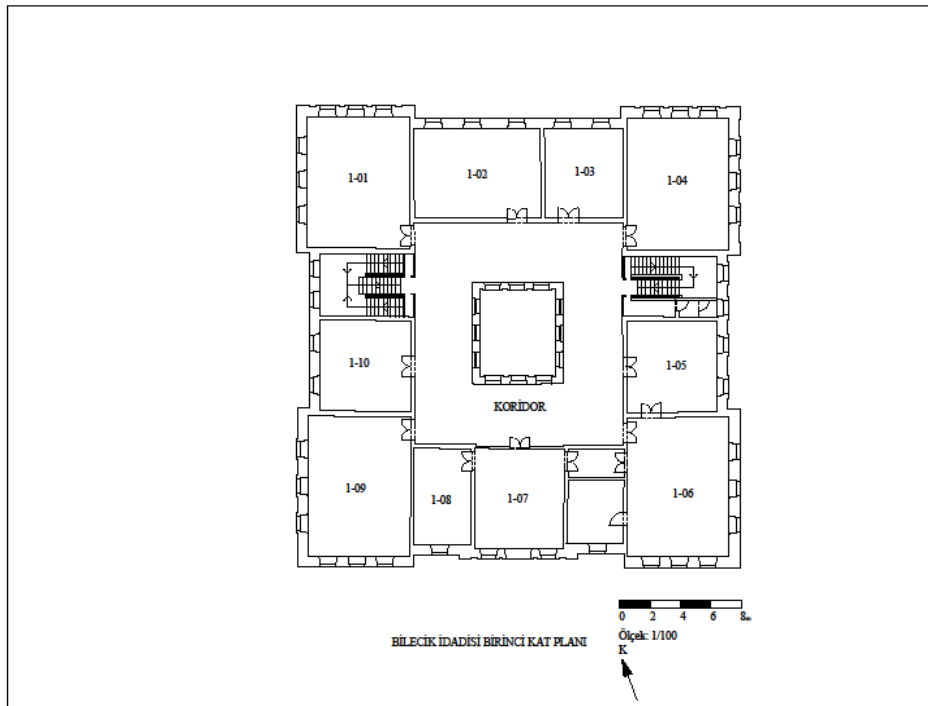 1-01
1-02
1-03
1-04
1-10
1-05
KORİDOR
1-09
1-08
1-07
1-06
0 2 4 6 8m
BİLECİK İDADİSİ BİRİNCİ KAT PLANI
Ölçek: 1/100
K